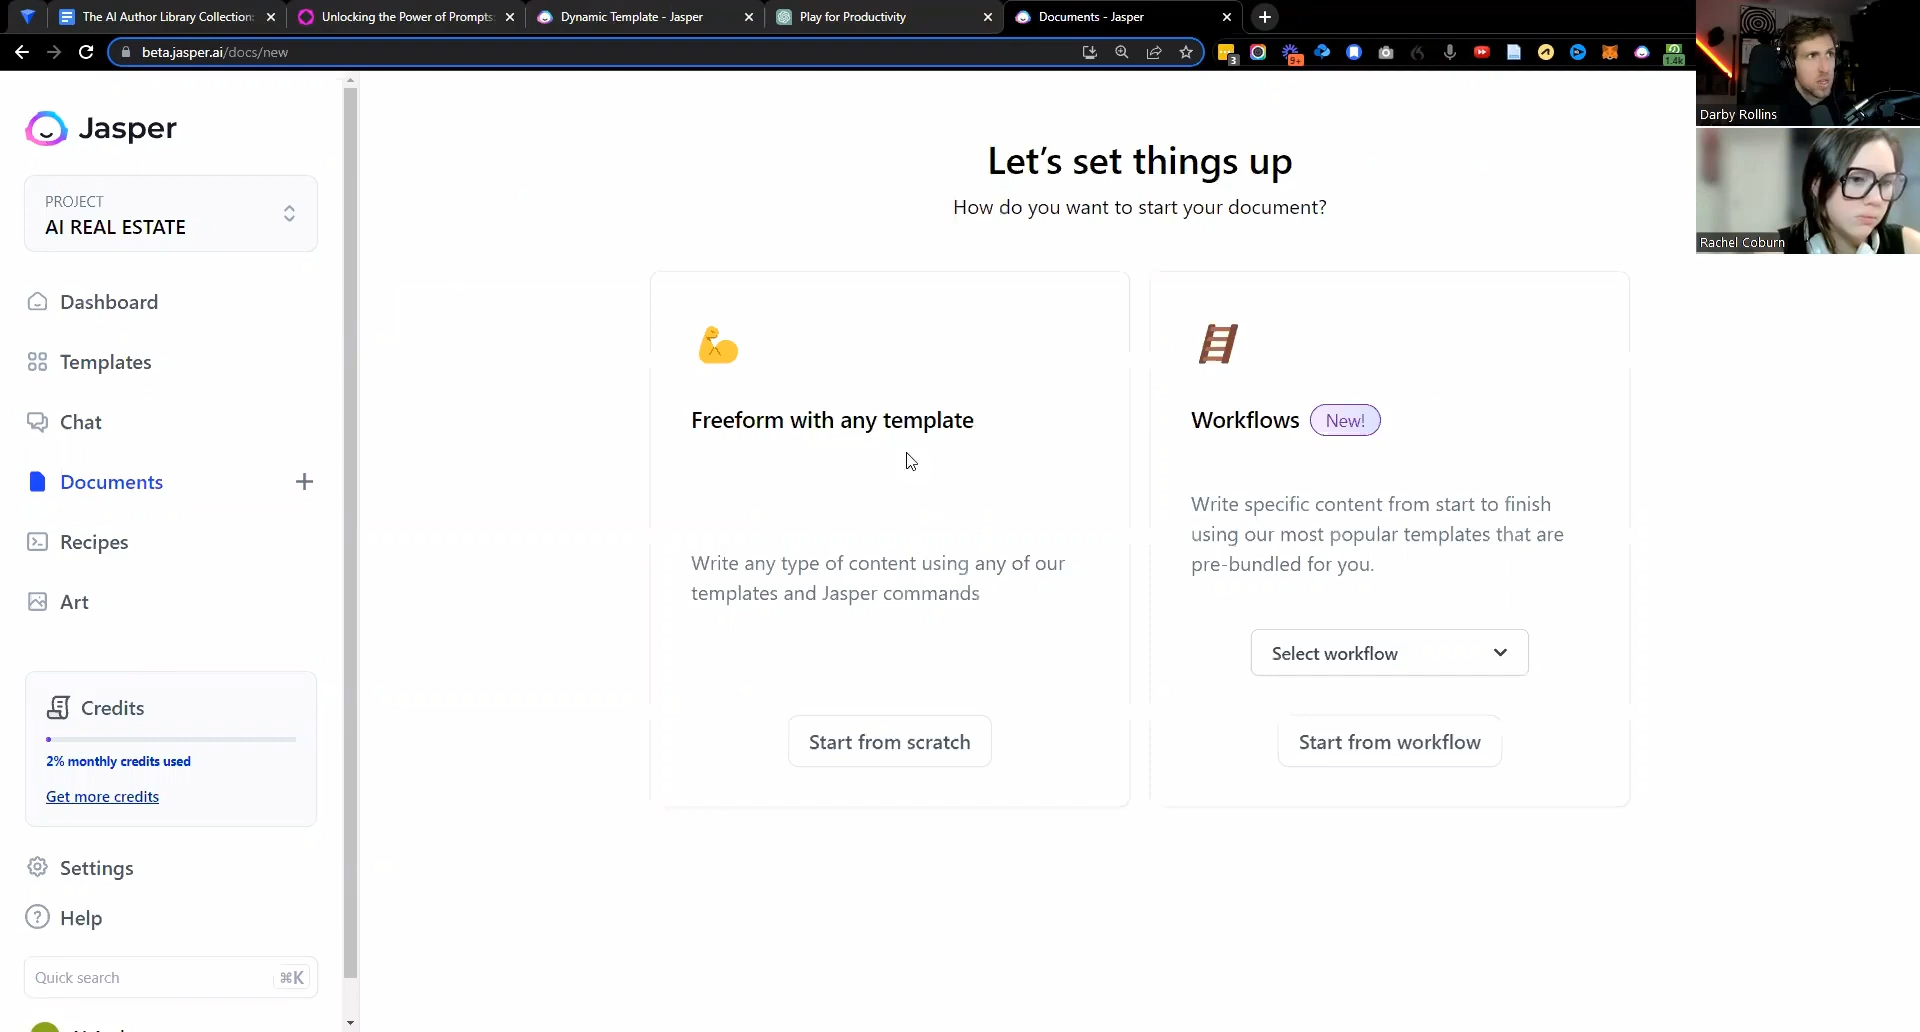 The AI Author Library Collection:
Unlocking the Power of Prompts:
Dynamic Template - Jasper
Play for Productivity
Documents - Jasper
beta.jasper.ai/docs/new
3
9+
1.4k
Darby Rollins
Rachel Coburn
Jasper
PROJECT
AI REAL ESTATE
Dashboard
Templates
Chat
Documents
Recipes
Art
Credits
2% monthly credits used
Get more credits
Settings
Help
Quick search
⌘K
Let's set things up
How do you want to start your document?
Freeform with any template
Write any type of content using any of our
templates and Jasper commands
Start from scratch
Workflows New!
Write specific content from start to finish
using our most popular templates that are
pre-bundled for you.
Select workflow
Start from workflow